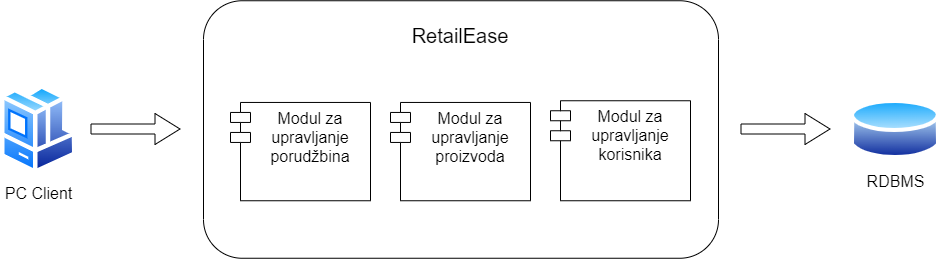 RetailEase
PC Client
Modul za
upravljanje
porudžbina
Modul za
upravljanje
proizvoda
Modul za
upravljanje
korisnika
RDBMS